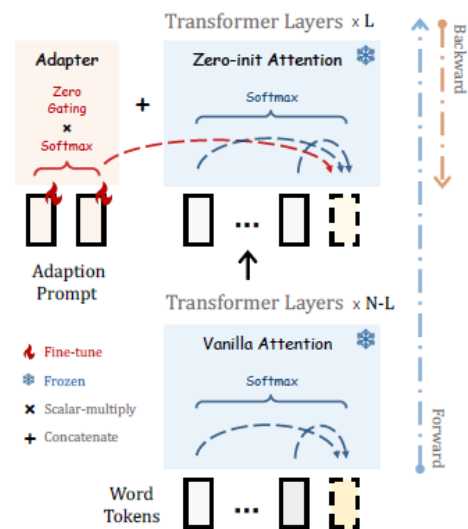 Transformer Layers x L
Adapter
Zero-init Attention
Zero
Gating
×
Softmax
+
Softmax
...
Adaption
Prompt
Transformer Layers x N-L
Vanilla Attention
Softmax
Fine-tune
Frozen
× Scalar-multiply
+ Concatenate
Word
Tokens
...
Backward
Forward